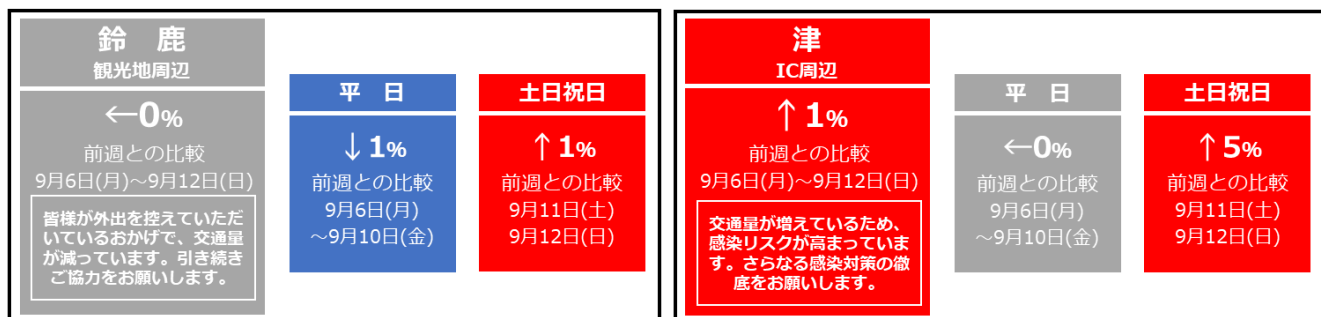 鈴　鹿
観光地周辺
←0%
前週との比較
9月6日(月)～9月12日(日)
皆様が外出を控えていただ
いているおかげで、交通量
が減っています。引き続き
ご協力をお願いします。
平　日
↓1%
前週との比較
9月6日(月)
～9月10日(金)
土日祝日
↑1%
前週との比較
9月11日(土)
9月12日(日)
津
IC周辺
↑1%
前週との比較
9月6日(月)～9月12日(日)
交通量が増えているため、
感染リスクが高まっていま
す。さらなる感染対策の徹
底をお願いします。
平　日
←0%
前週との比較
9月6日(月)
～9月10日(金)
土日祝日
↑5%
前週との比較
9月11日(土)
9月12日(日)